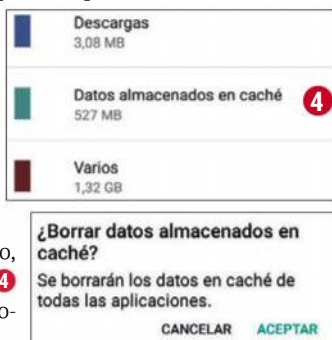 Descargas
3,08 MB
Datos almacenados en caché
527 MB
4
Varios
1,32 GB
o,
4
o-
¿Borrar datos almacenados en
caché?
Se borrarán los datos en caché de
todas las aplicaciones.
CANCELAR ACEPTAR